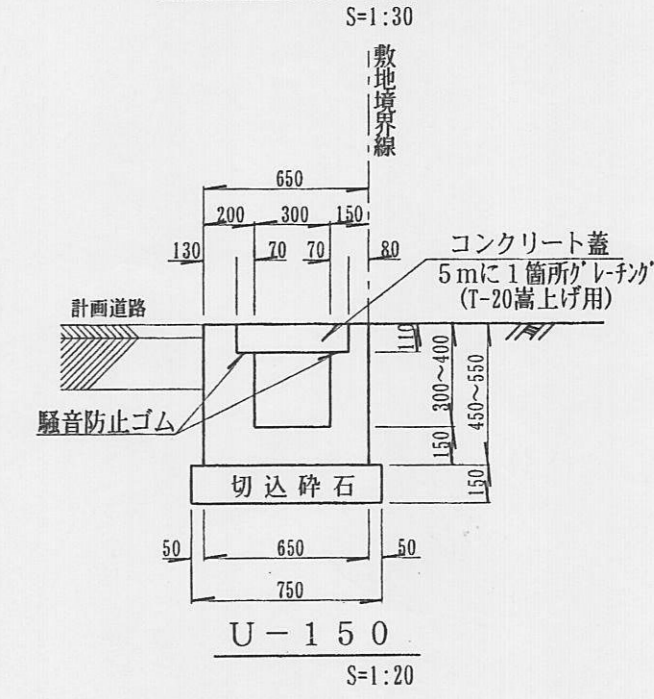 S=1:30
敷地境界線
650
200 300 150
130 70 70 80
コンクリート蓋
5mに1箇所グレーチング
(T-20嵩上げ用)
計画道路
110
300~400
450~550
騒音防止ゴム
150
150
切込砕石
50 650 50
750
U-150
S=1:20